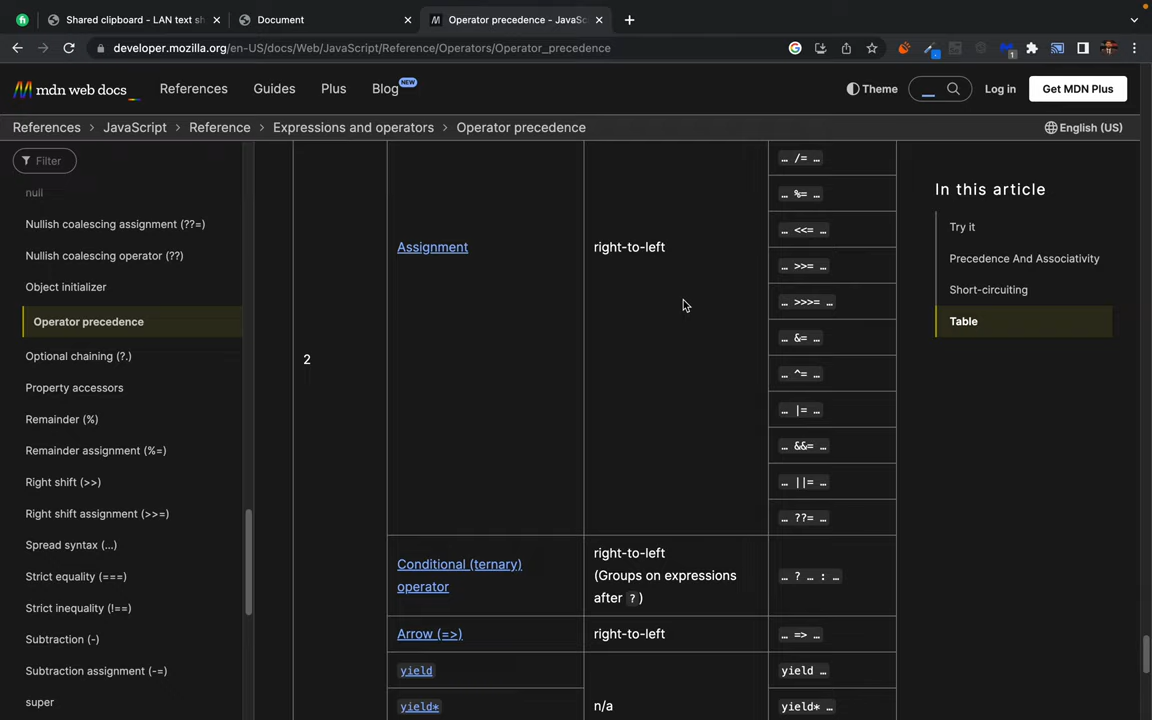 Shared clipboard - LAN text sh
Document
Operator precedence - JavaSc
developer.mozilla.org/en-US/docs/Web/JavaScript/Reference/Operators/Operator_precedence
1
mdn web docs
References
Guides
Plus
Blog
NEW
Theme
Log in
Get MDN Plus
References > JavaScript > Reference > Expressions and operators > Operator precedence
English (US)
Filter
null
Nullish coalescing assignment (??=)
Nullish coalescing operator (??)
Object initializer
Operator precedence
Optional chaining (?.)
Property accessors
Remainder (%)
Remainder assignment (%=)
Right shift (>>)
Right shift assignment (>>=)
Spread syntax (...)
Strict equality (===)
Strict inequality (!==)
Subtraction (-)
Subtraction assignment (-=)
super
2
Assignment
right-to-left
… /= …
… %= …
… <<= …
… >>= …
… >>>= …
… &= …
… ^= …
… |= …
… &&= …
… ||= …
… ??= …
Conditional (ternary)
operator
right-to-left
(Groups on expressions
after ?)
… ? … : …
Arrow (=>)
right-to-left
… => …
yield
yield …
yield*
n/a
yield* …
In this article
Try it
Precedence And Associativity
Short-circuiting
Table